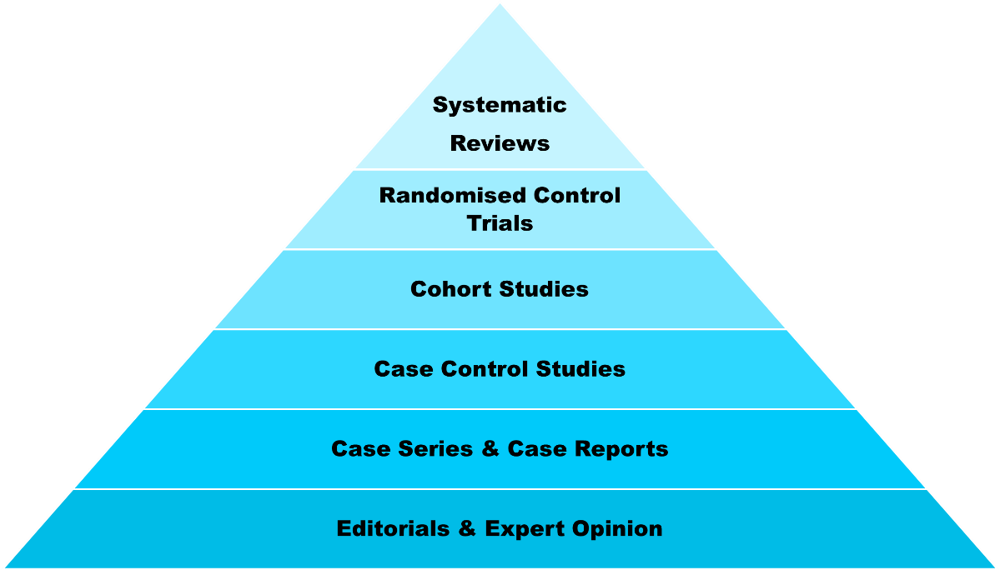 Systematic
Reviews
Randomised Control
Trials
Cohort Studies
Case Control Studies
Case Series & Case Reports
Editorials & Expert Opinion